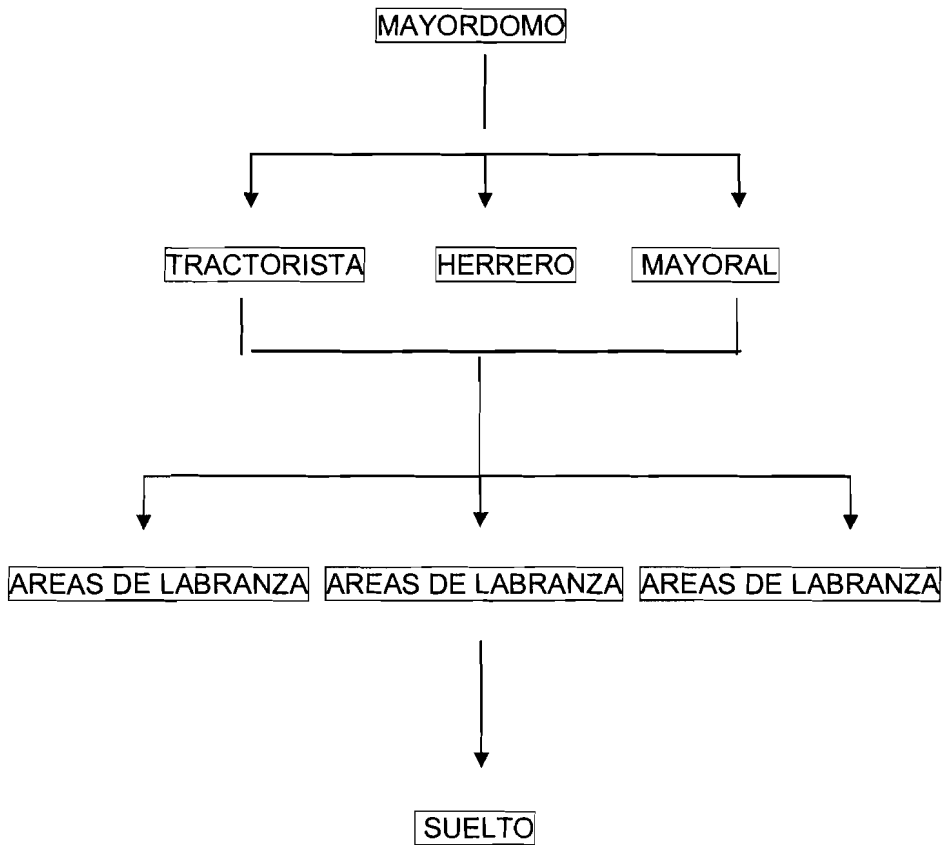 MAYORDOMO
TRACTORISTA HERRERO MAYORAL
AREAS DE LABRANZA AREAS DE LABRANZA AREAS DE LABRANZA
SUELTO